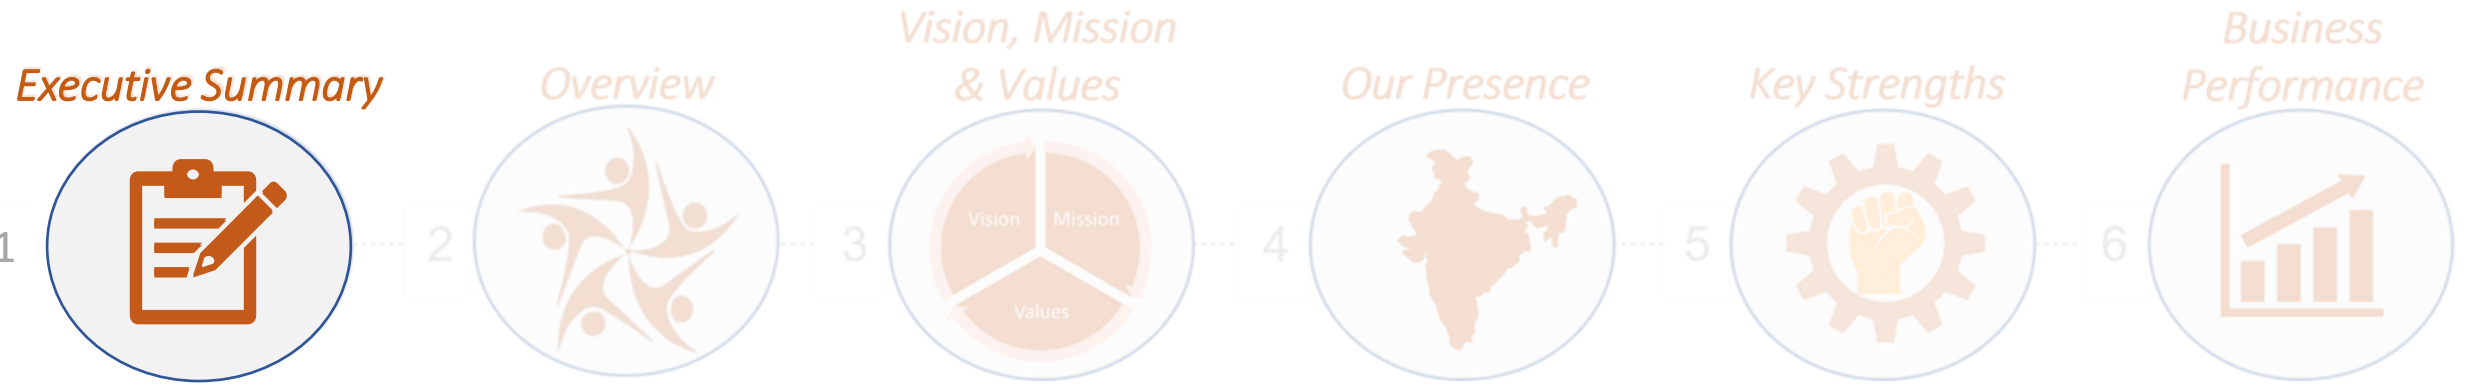 Executive Summary
1
Overview
2
Vision, Mission
& Values
3
Vision
Mission
Values
Our Presence
4
Key Strengths
5
Business
Performance
6